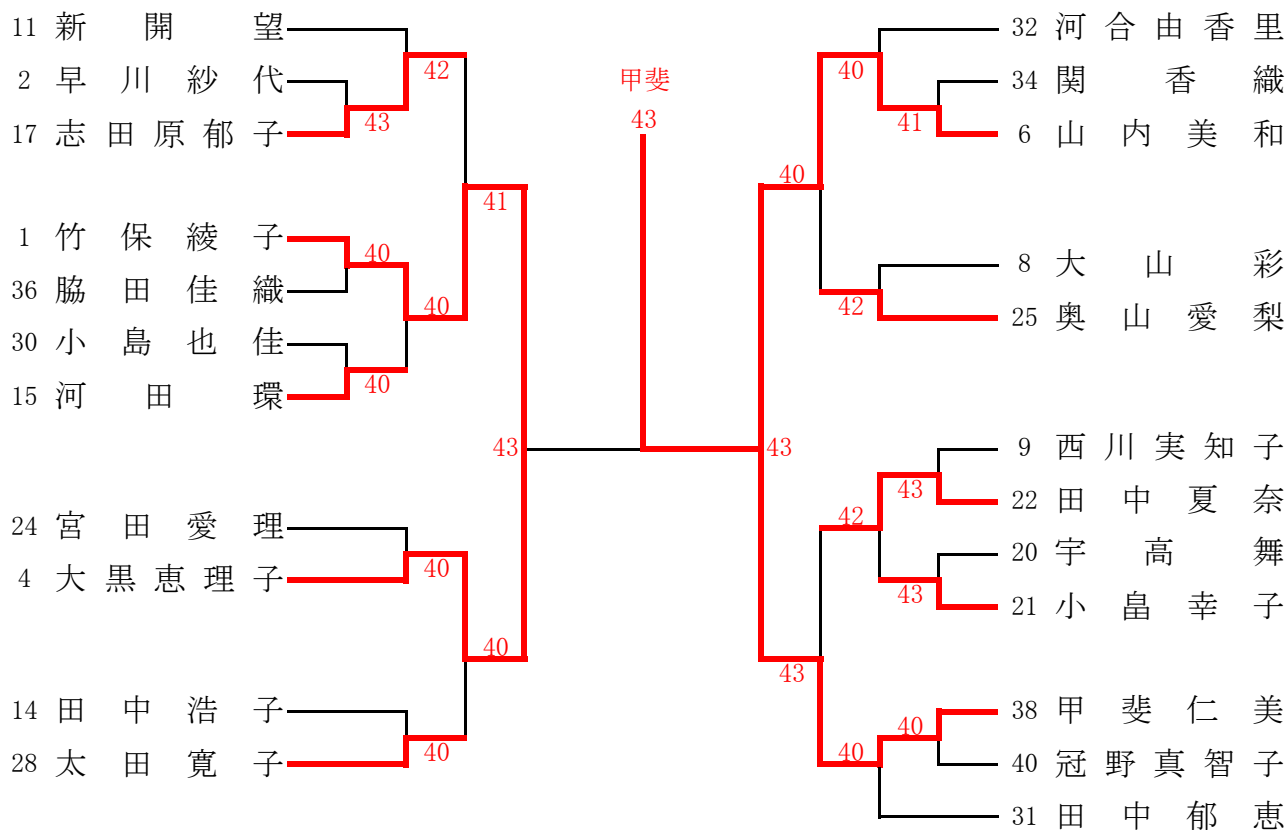 11 新開望
2 早川紗代
17 志田原郁子
42
43
1 竹保綾子
36 脇田佳織
30 小島也佳
15 河田環
40
40
40
41
24 宮田愛理
4 大黒恵理子
14 田中浩子
28 太田寛子
40
40
40
43
甲斐
43
32 河合由香里
34 関香織
6 山内美和
40
41
40
8 大山彩
25 奥山愛梨
42
43
9 西川実知子
22 田中夏奈
20 宇高舞
21 小畠幸子
43
42
43
43
38 甲斐仁美
40 冠野真智子
31 田中郁恵
40
40